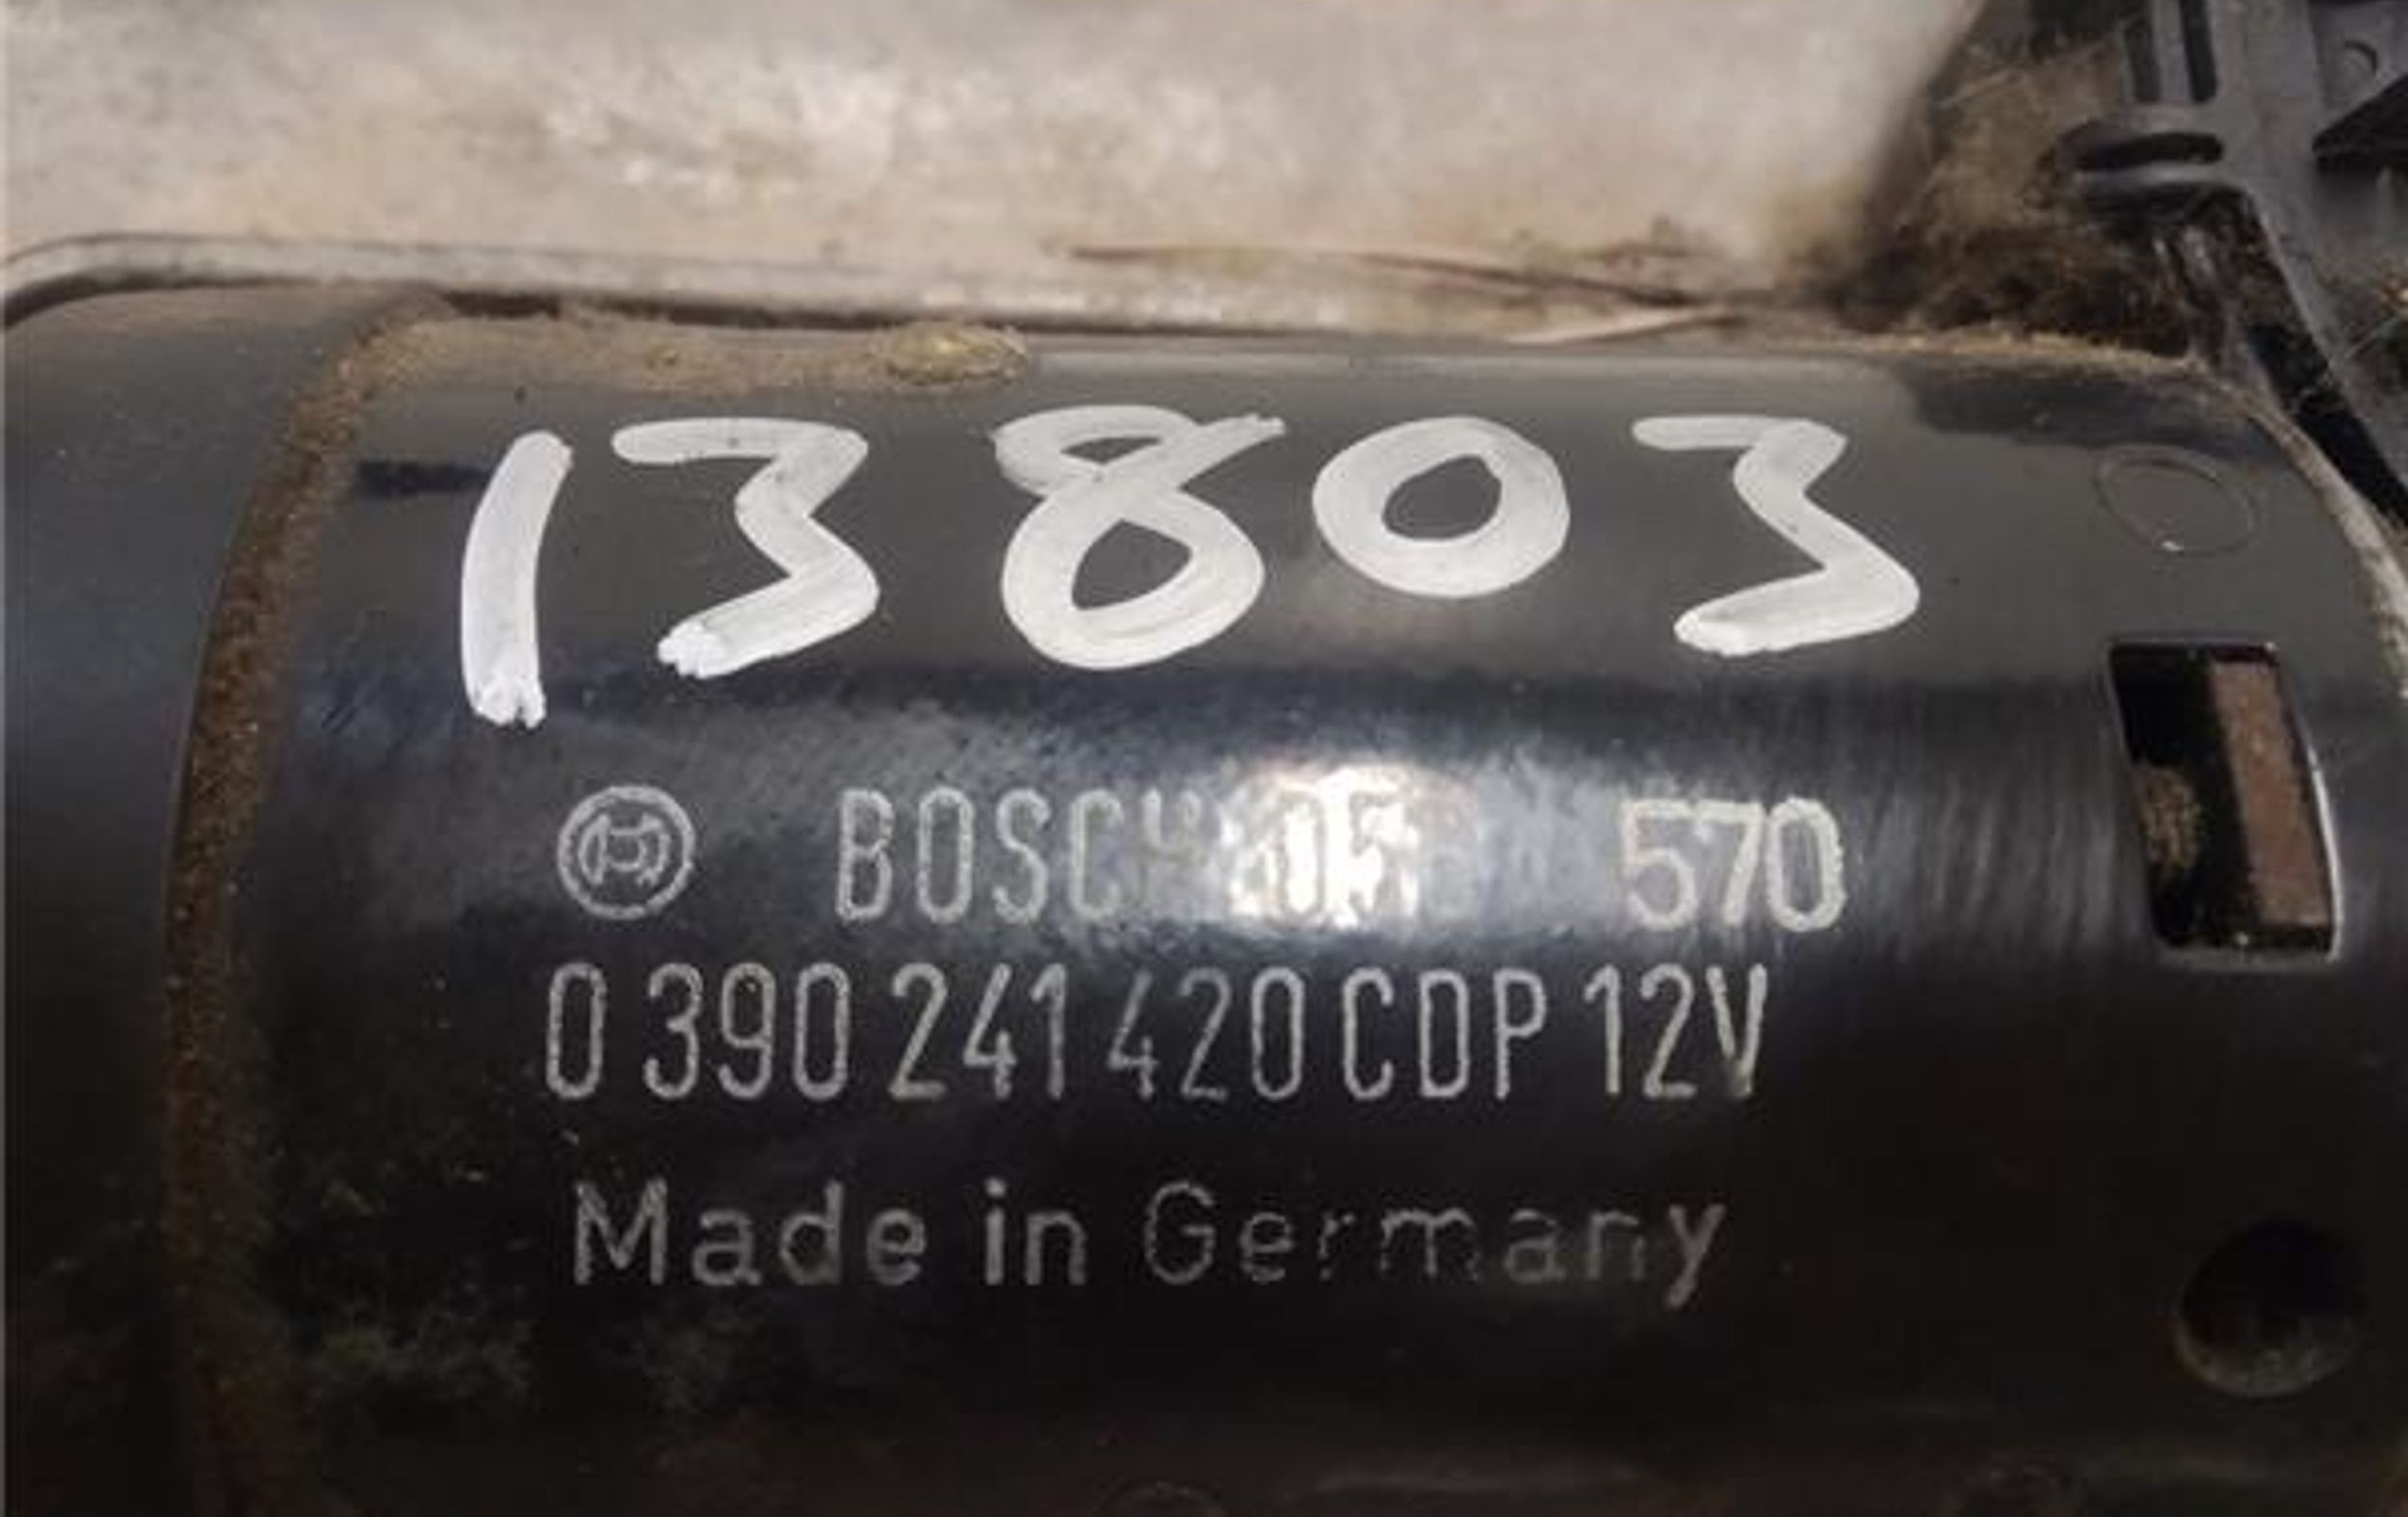 13803
BOSCH 570
0 390 241 420 CDP 12V
Made in Germany